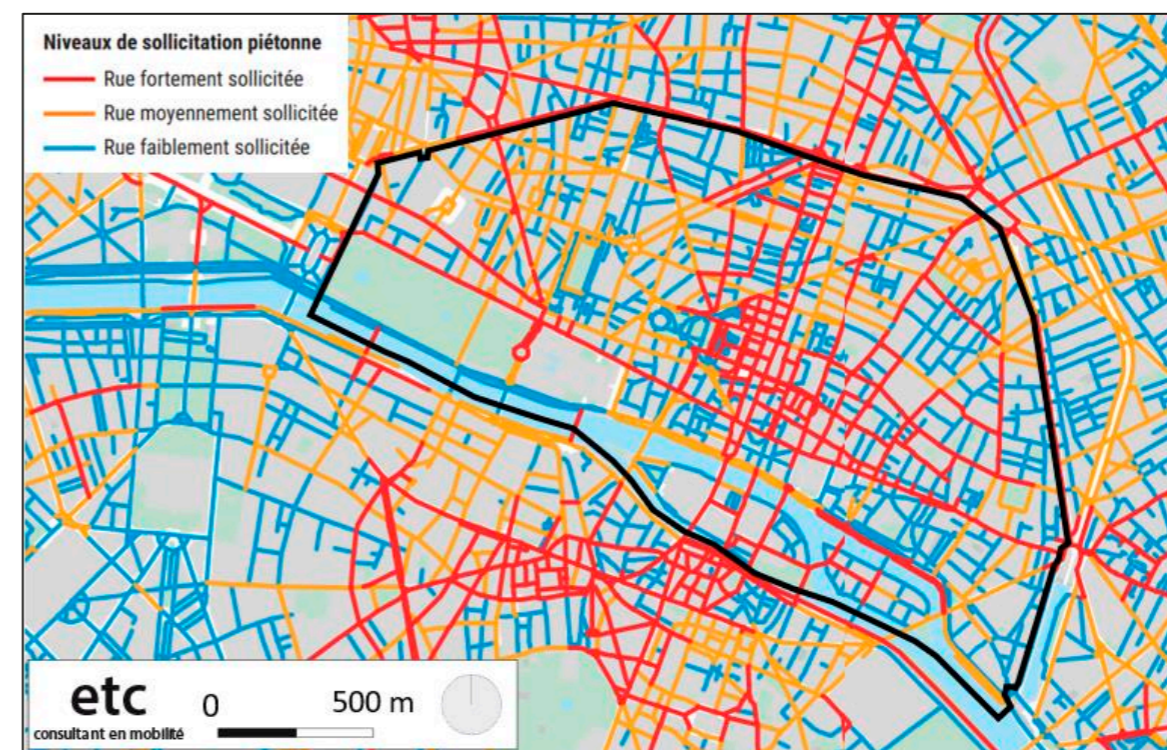 Niveaux de sollicitation piétonne
Rue fortement sollicitée
Rue moyennement sollicitée
Rue faiblement sollicitée
etc
consultant en mobilité
0 500 m